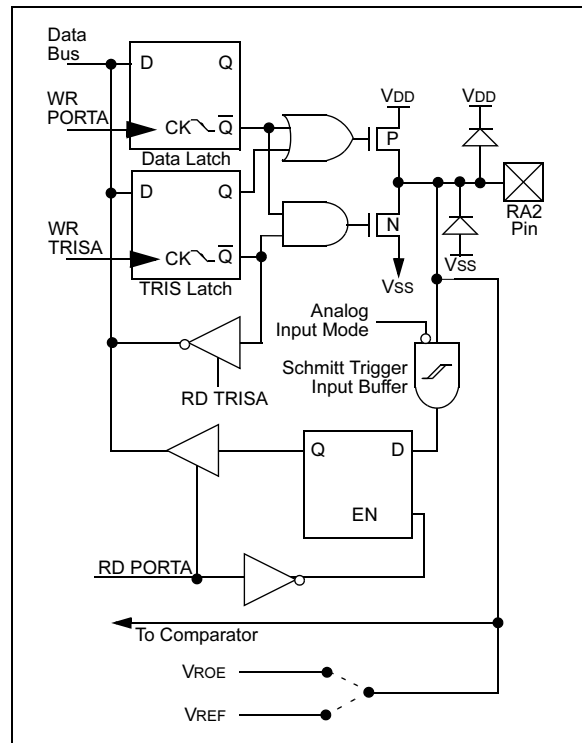 Data
Bus
D
Q
VDD
VDD
WR
PORTA
CK
Q
P
Data Latch
D
Q
RA2
Pin
WR
TRISA
N
CK
Q
VSS
VSS
TRIS Latch
Analog
Input Mode
Schmitt Trigger
Input Buffer
RD TRISA
Q
D
EN
RD PORTA
To Comparator
VROE
VREF